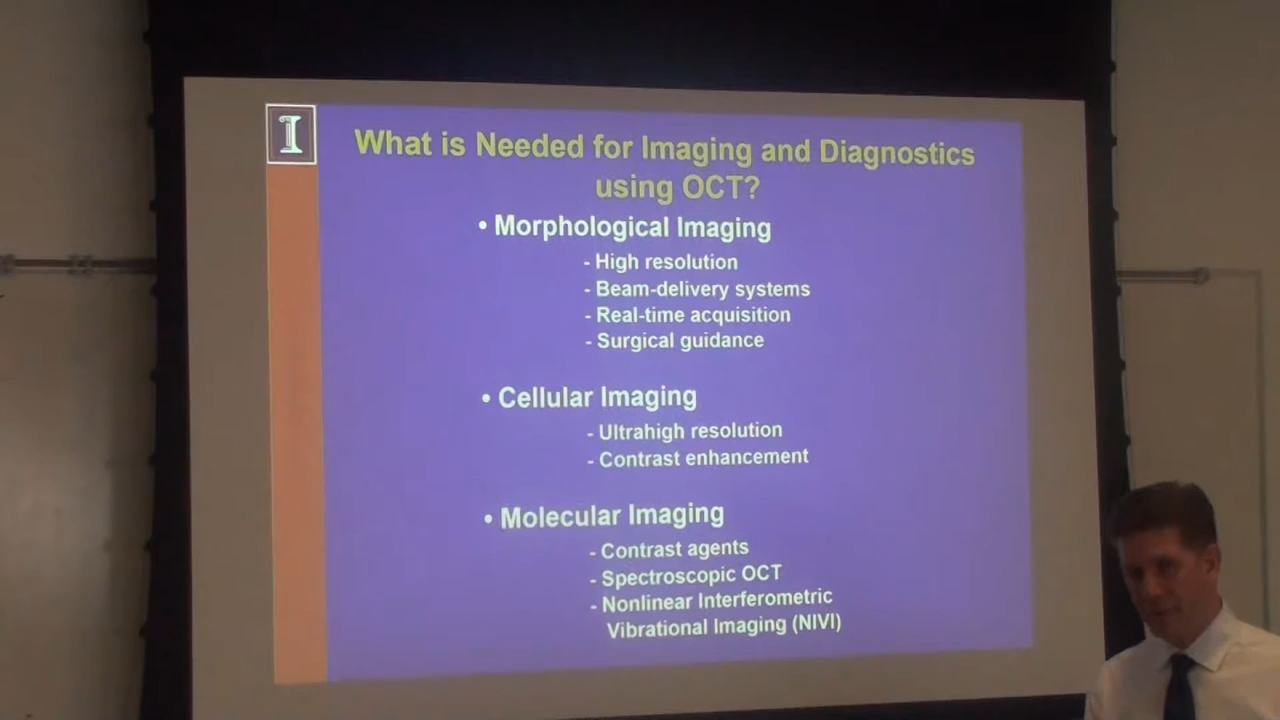 I
What is Needed for Imaging and Diagnostics
using OCT?
• Morphological Imaging
- High resolution
- Beam-delivery systems
- Real-time acquisition
- Surgical guidance
• Cellular Imaging
- Ultrahigh resolution
- Contrast enhancement
• Molecular Imaging
- Contrast agents
- Spectroscopic OCT
- Nonlinear Interferometric
Vibrational Imaging (NIVI)